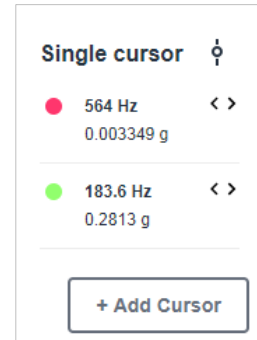 Single cursor
564 Hz
0.003349 g
183.6 Hz
0.2813 g
+ Add Cursor